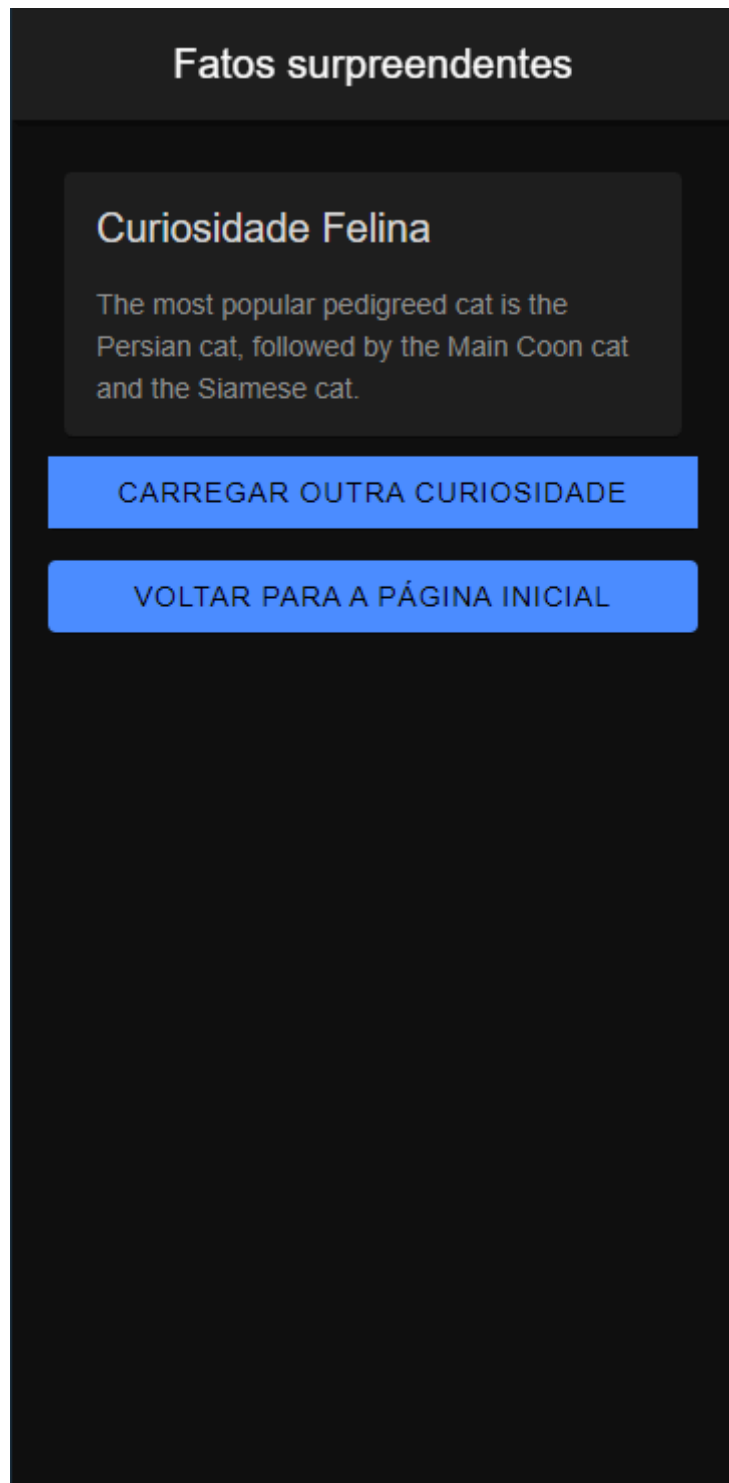 Fatos surpreendentes
Curiosidade Felina
The most popular pedigreed cat is the
Persian cat, followed by the Main Coon cat
and the Siamese cat.
CARREGAR OUTRA CURIOSIDADE
VOLTAR PARA A PÁGINA INICIAL